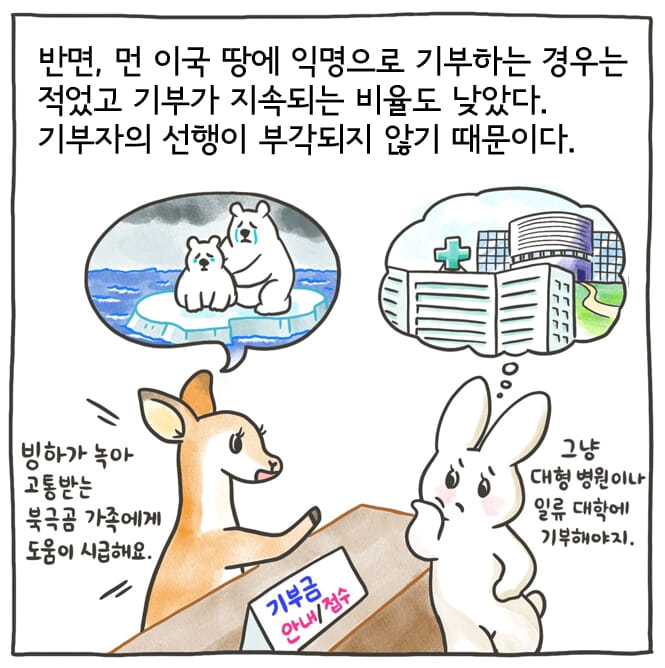 반면, 먼 이국 땅에 익명으로 기부하는 경우는
적었고 기부가 지속되는 비율도 낮았다.
기부자의 선행이 부각되지 않기 때문이다.
빙하가 녹아
고통받는
북극곰 가족에게
도움이 시급해요.
그냥
대형 병원이나
일류 대학에
기부해야지.
기부금
안내/접수